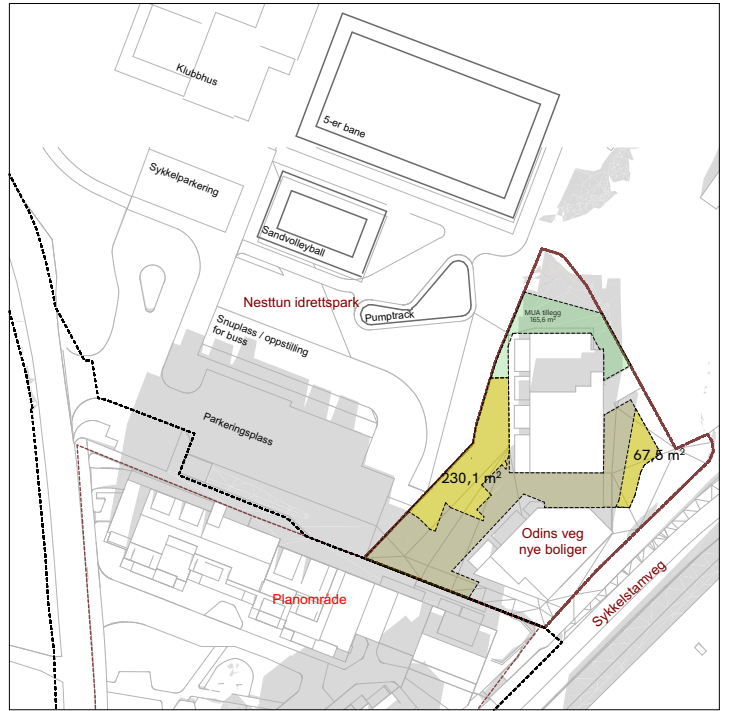 Klubbhus
5-er bane
Sykkelparkering
Sandvolleyball
Nesttun idrettspark
MUA tillegg
165,6 m²
Pumptrack
Snuplass / oppstilling
for buss
Parkeringsplass
67,5 m²
230,1 m²
Odins veg
nye boliger
Sykkelstamveg
Planområde